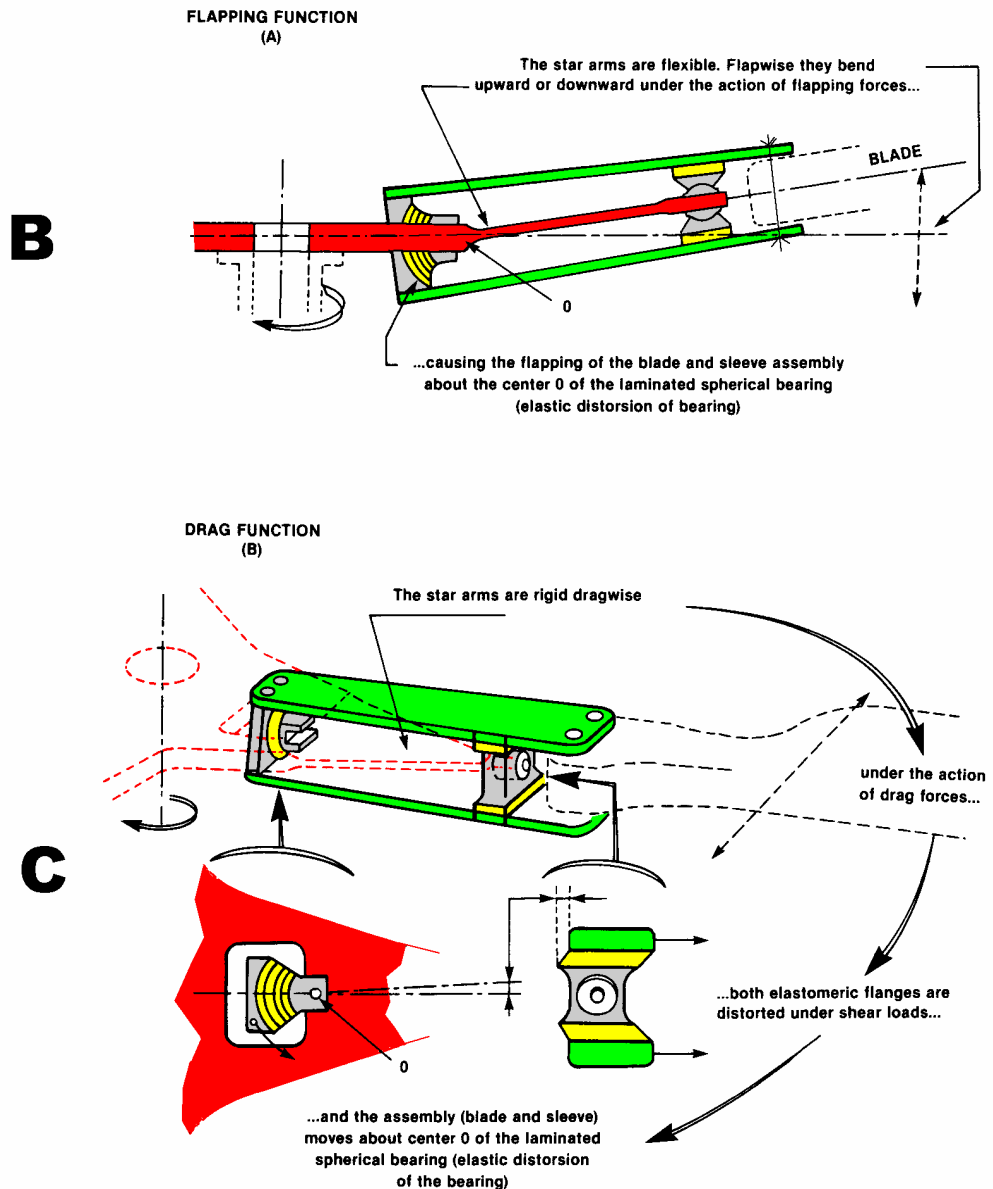 FLAPPING FUNCTION
(A)
The star arms are flexible. Flapwise they bend
upward or downward under the action of flapping forces...
BLADE
B
0
...causing the flapping of the blade and sleeve assembly
about the center 0 of the laminated spherical bearing
(elastic distorsion of bearing)
DRAG FUNCTION
(B)
The star arms are rigid dragwise
under the action
of drag forces...
C
...both elastomeric flanges are
distorted under shear loads...
0
...and the assembly (blade and sleeve)
moves about center 0 of the laminated
spherical bearing (elastic distorsion
of the bearing)